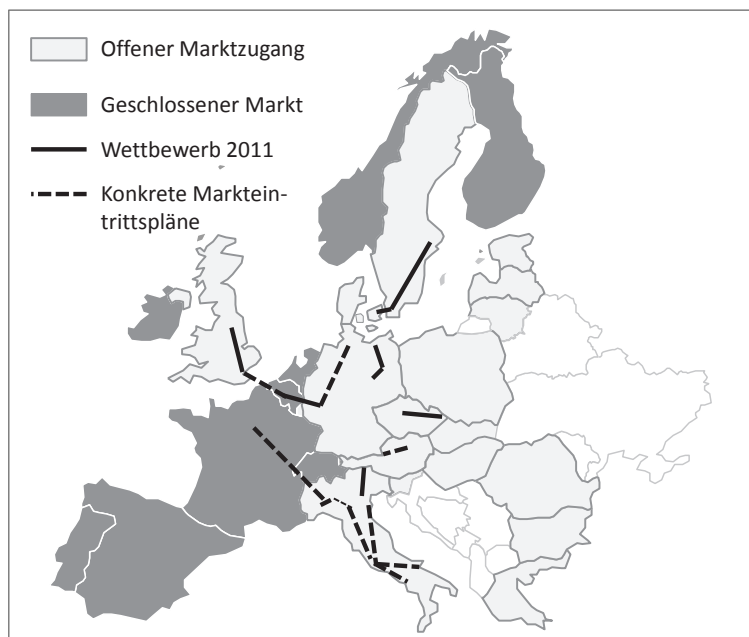 Offener Marktzugang
Geschlossener Markt
Wettbewerb 2011
Konkrete Marktein-
trittspläne